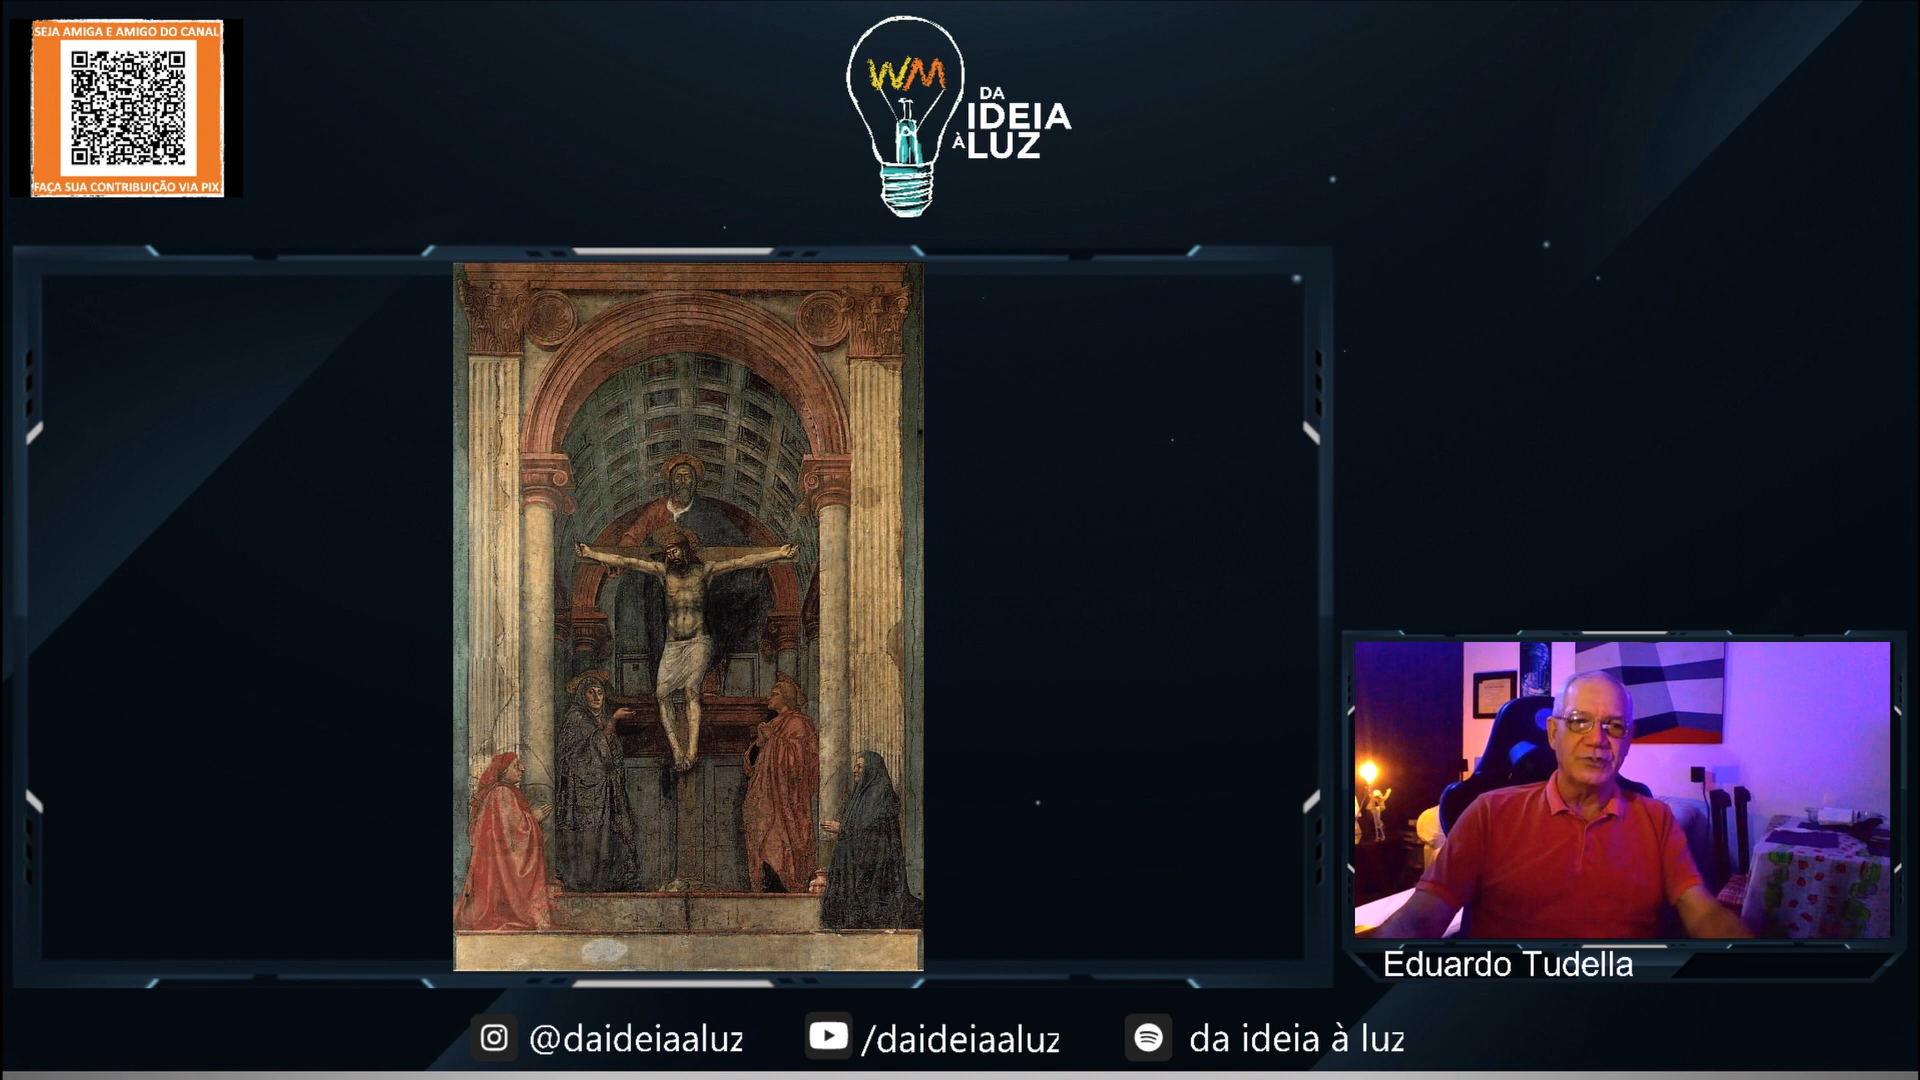 SEJA AMIGA E AMIGO DO CANAL
FAÇA SUA CONTRIBUIÇÃO VIA PIX
WM
DA
IDEIA
À LUZ
Eduardo Tudella
@daideiaaluz
/daideiaaluz
da ideia à luz